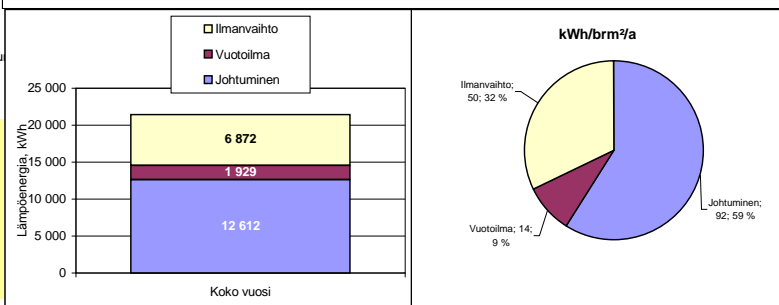 Ilmanvaihto
Vuotoilma
Johtuminen
25 000
20 000
15 000
10 000
5 000
0
Lämpöenergia, kWh
6 872
1 929
12 612
Koko vuosi
kWh/brm²/a
Ilmanvaihto;
50; 32 %
Vuotoilma; 14;
9 %
Johtuminen;
92; 59 %